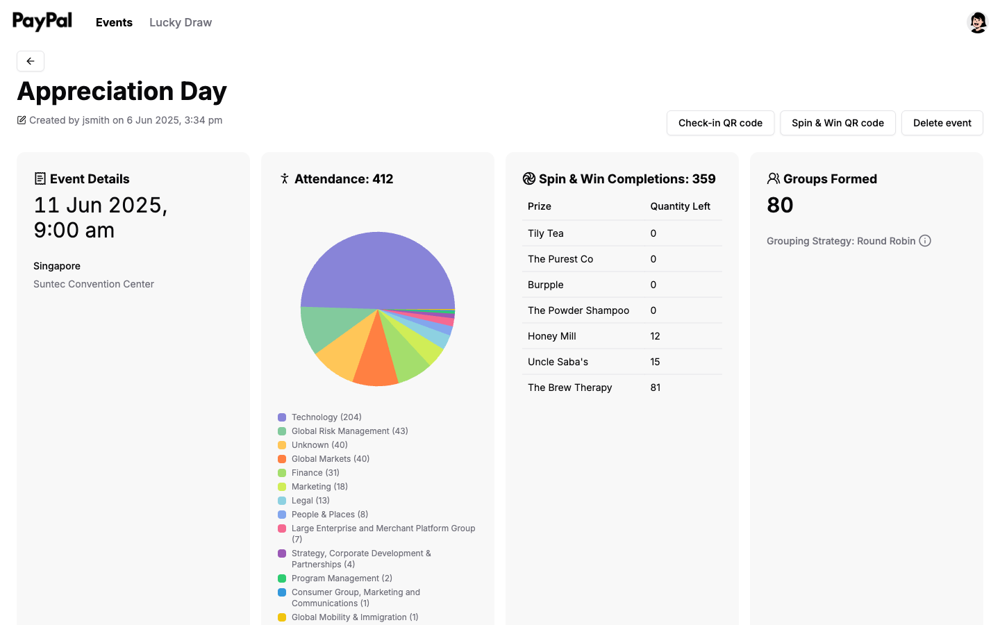 PayPal
Events
Lucky Draw
Appreciation Day
Created by jsmith on 6 Jun 2025, 3:34 pm
Check-in QR code
Spin & Win QR code
Delete event
Event Details
11 Jun 2025,
9:00 am
Singapore
Suntec Convention Center
Attendance: 412
Technology (204)
Global Risk Management (43)
Unknown (40)
Global Markets (40)
Finance (31)
Marketing (18)
Legal (13)
People & Places (8)
Large Enterprise and Merchant Platform Group
(7)
Strategy, Corporate Development &
Partnerships (4)
Program Management (2)
Consumer Group, Marketing and
Communications (1)
Global Mobility & Immigration (1)
Spin & Win Completions: 359
Prize Quantity Left
Tily Tea 0
The Purest Co 0
Burpple 0
The Powder Shampoo 0
Honey Mill 12
Uncle Saba's 15
The Brew Therapy 81
Groups Formed
80
Grouping Strategy: Round Robin